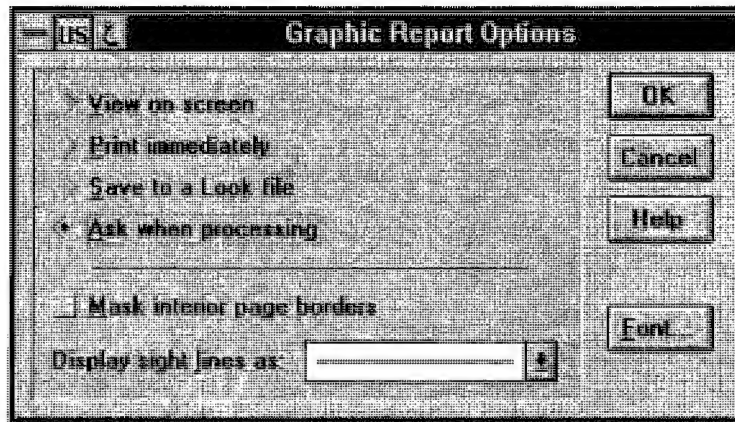 US
Graphic Report Options
View on screen
Print immediately
Save to a Look file
Ask when processing
Mask interior page borders
Display sight lines as:
OK
Cancel
Help
Font...